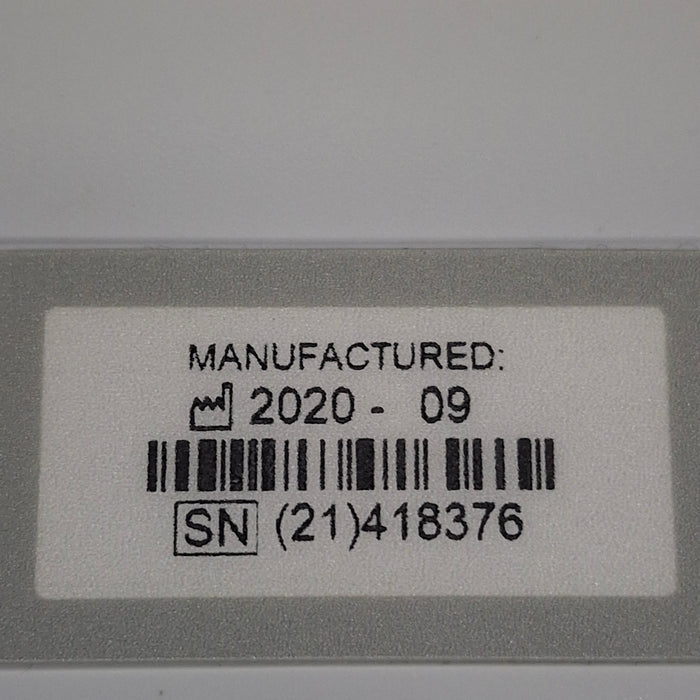 MANUFACTURED:
2020 - 09
SN (21)418376